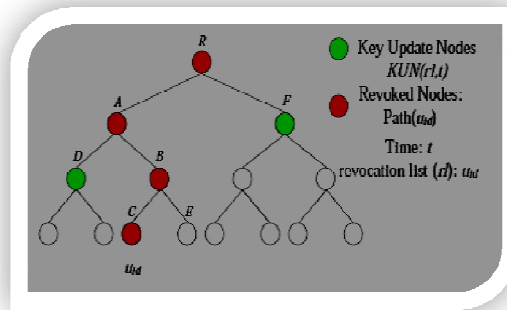 R
Key Update Nodes
KUN(rl,t)
Revoked Nodes:
Path(u_id)
Time: t
revocation list (rl): u_id
A
F
D
B
C
E
u_id